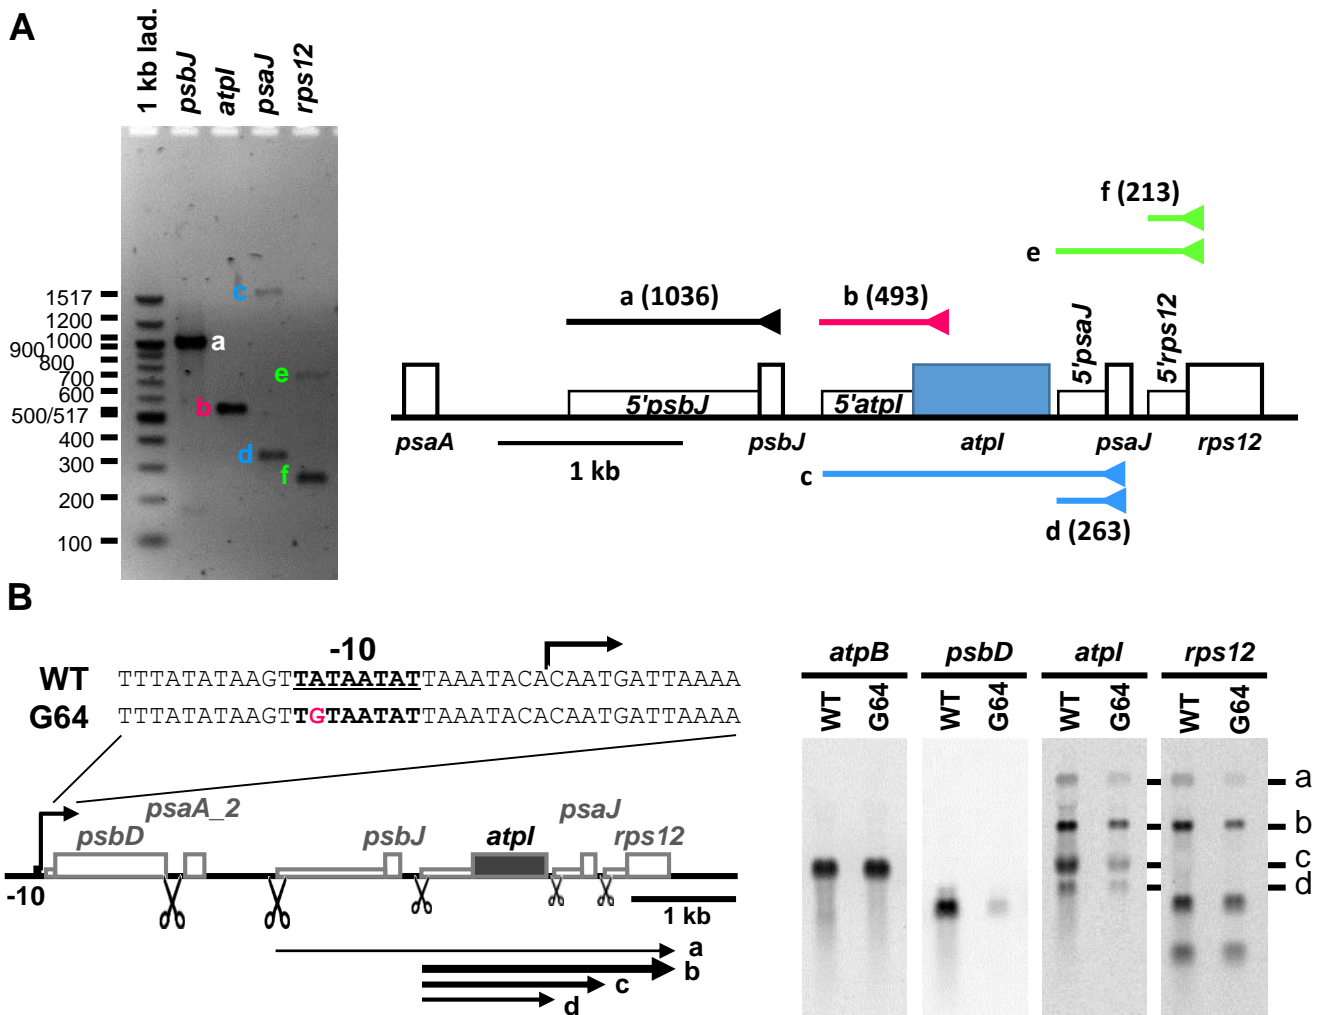 A
1 kb lad.
psbJ
atpI
psaJ
rps12
1517
1200
1000
900
800
700
600
500/517
400
300
200
100
a
b
c
d
e
f
f (213)
e
a (1036)
b (493)
5'psaJ
5'rps12
5'psbJ
5'atpI
psaA
psbJ
atpI
psaJ
rps12
1 kb
c
d (263)
B
-10
WT TTTATATAAGTTATAATATTAAATACACAATGATTAAAA
G64 TTTATATAAGTTGTAATATTAAATACACAATGATTAAAA
psaA_2
psaJ
psbD
psbJ
atpI
rps12
-10
1 kb
a
b
c
d
atpB
psbD
atpI
rps12
WT
G64
WT
G64
WT
G64
WT
G64
a
b
c
d